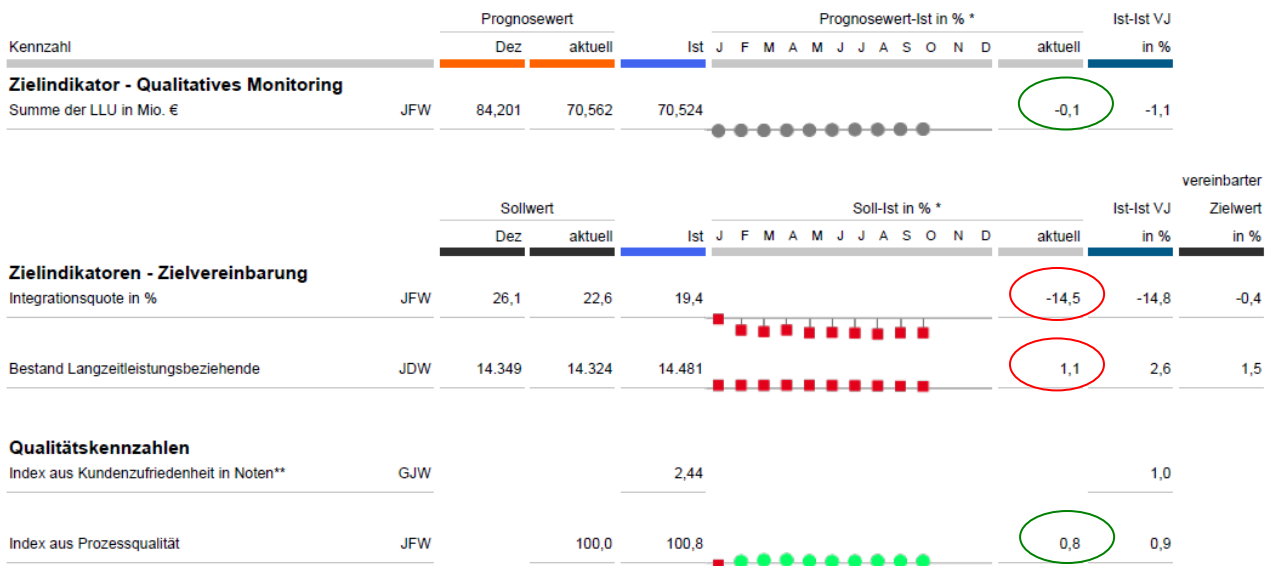 Prognosewert Prognosewert-Ist in % * Ist-Ist VJ
Kennzahl Dez aktuell Ist J F M A M J J A S O N D aktuell in %
Zielindikator - Qualitatives Monitoring
Summe der LLU in Mio. € JFW 84,201 70,562 70,524 -0,1 -1,1
vereinbarter
Sollwert Soll-Ist in % * Ist-Ist VJ Zielwert
Dez aktuell Ist J F M A M J J A S O N D aktuell in % in %
Zielindikatoren - Zielvereinbarung
Integrationsquote in % JFW 26,1 22,6 19,4 -14,5 -14,8 -0,4
Bestand Langzeitleistungsbeziehende JDW 14.349 14.324 14.481 1,1 2,6 1,5
Qualitätskennzahlen
Index aus Kundenzufriedenheit in Noten** GJW 2,44 1,0
Index aus Prozessqualität JFW 100,0 100,8 0,8 0,9